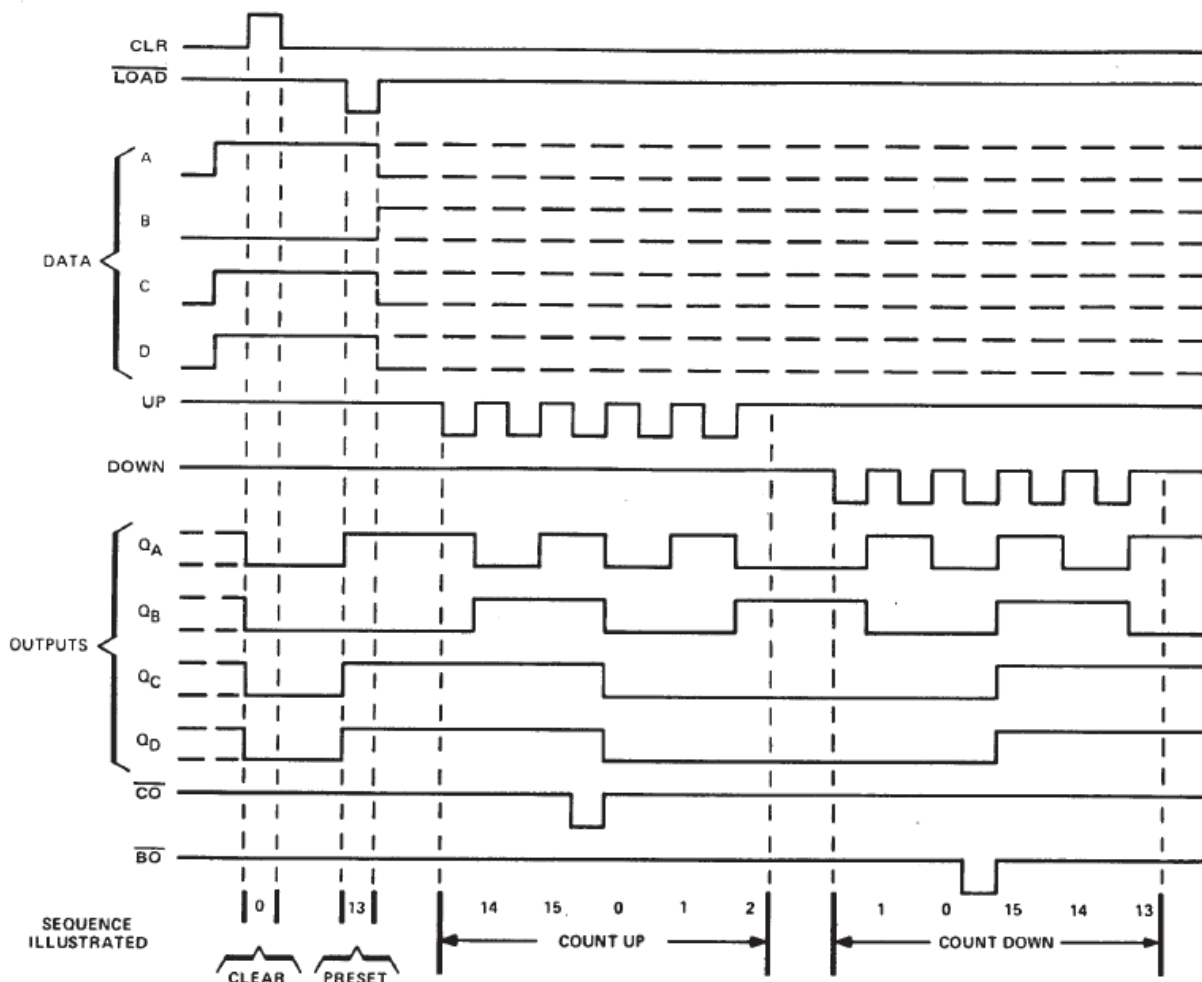 CLR
LOAD
A
B
DATA
C
D
UP
DOWN
QA
QB
OUTPUTS
QC
QD
CO
BO
SEQUENCE
ILLUSTRATED
0 13 14 15 0 1 2 1 0 15 14 13
COUNT UP COUNT DOWN
CLEAR PRESET